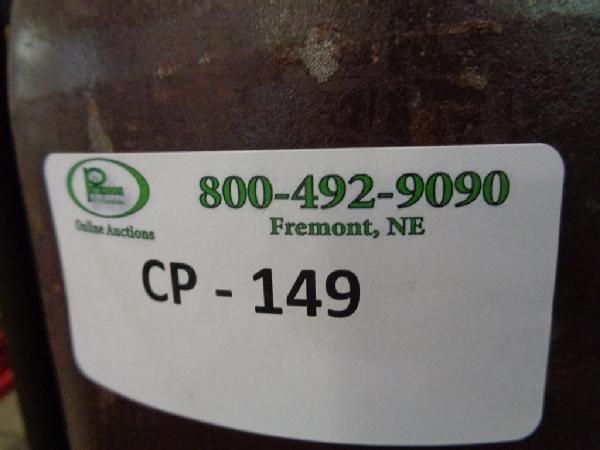 800-492-9090
Fremont, NE
Online Auctions
CP - 149